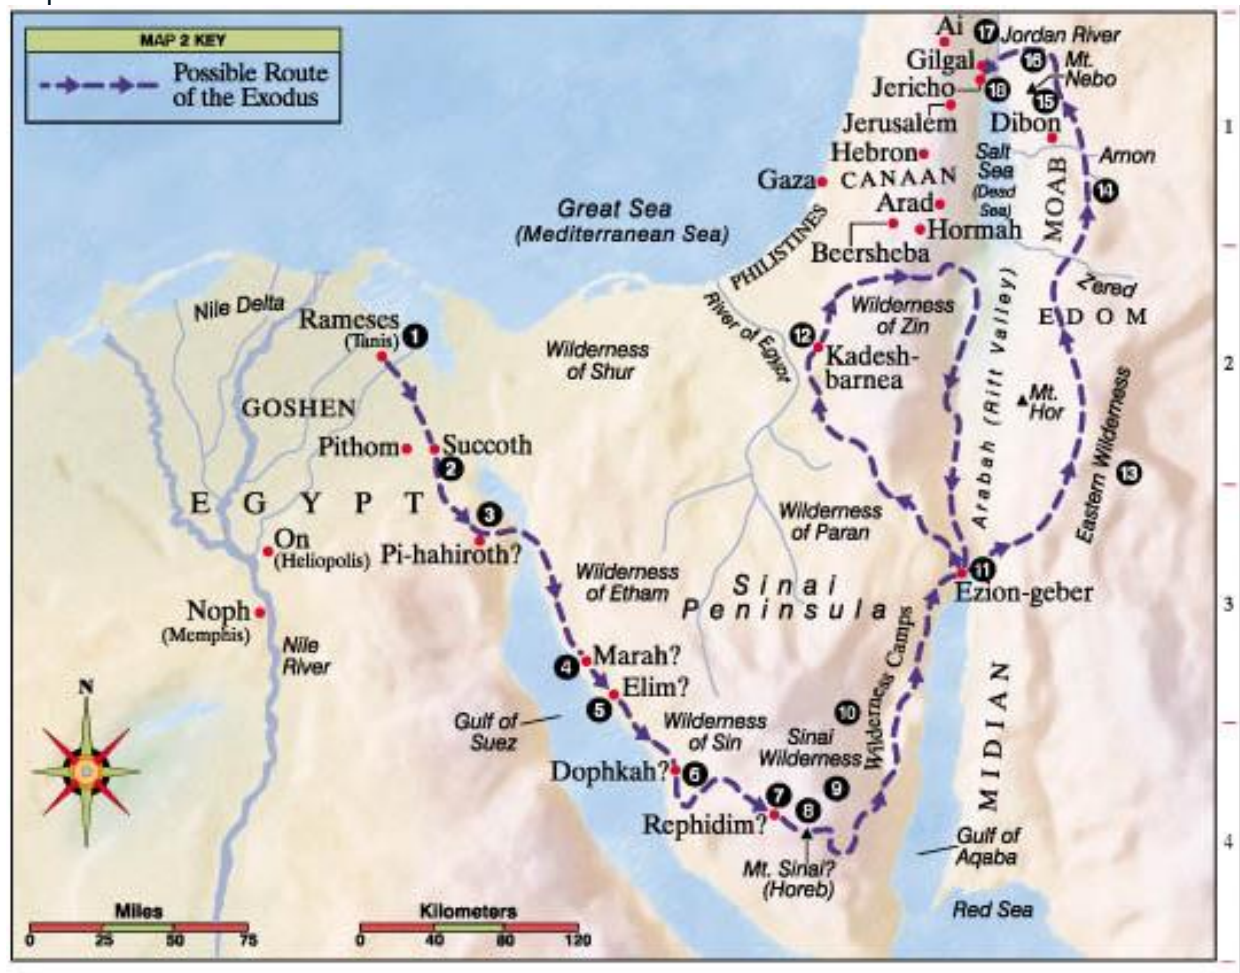 MAP 2 KEY
Possible Route
of the Exodus
Ai
17
Jordan River
Gilgal
16
Mt.
Nebo
Jericho
18
15
Jerusalem
Dibon
1
Hebron
Salt
Sea
(Dead
Sea)
Arnon
Gaza
CANAAN
MOAB
14
Arad
Great Sea
(Mediterranean Sea)
Hormah
PHILISTINES
Beersheba
Zered
Nile Delta
River of Egypt
Wilderness
of Zin
EDOM
Rameses
(Tanis)
1
12
Kadesh-
barnea
Wilderness
of Shur
2
Arabah (Rift Valley)
Mt.
Hor
GOSHEN
Eastern Wilderness
13
Pithom
Succoth
2
EGYPT
3
Wilderness
of Paran
On
(Heliopolis)
Pi-hahiroth?
Wilderness
of Etham
Sinai
Peninsula
11
Ezion-geber
3
Noph
(Memphis)
Nile
River
Marah?
4
Wilderness Camps
N
Elim?
5
10
MIDIAN
Gulf of
Suez
Wilderness
of Sin
Sinai
Wilderness
Dophkah?
6
7
8
9
Rephidim?
Mt. Sinai?
(Horeb)
Gulf of
Aqaba
4
Red Sea
Miles
0 25 50 75
Kilometers
0 40 80 120